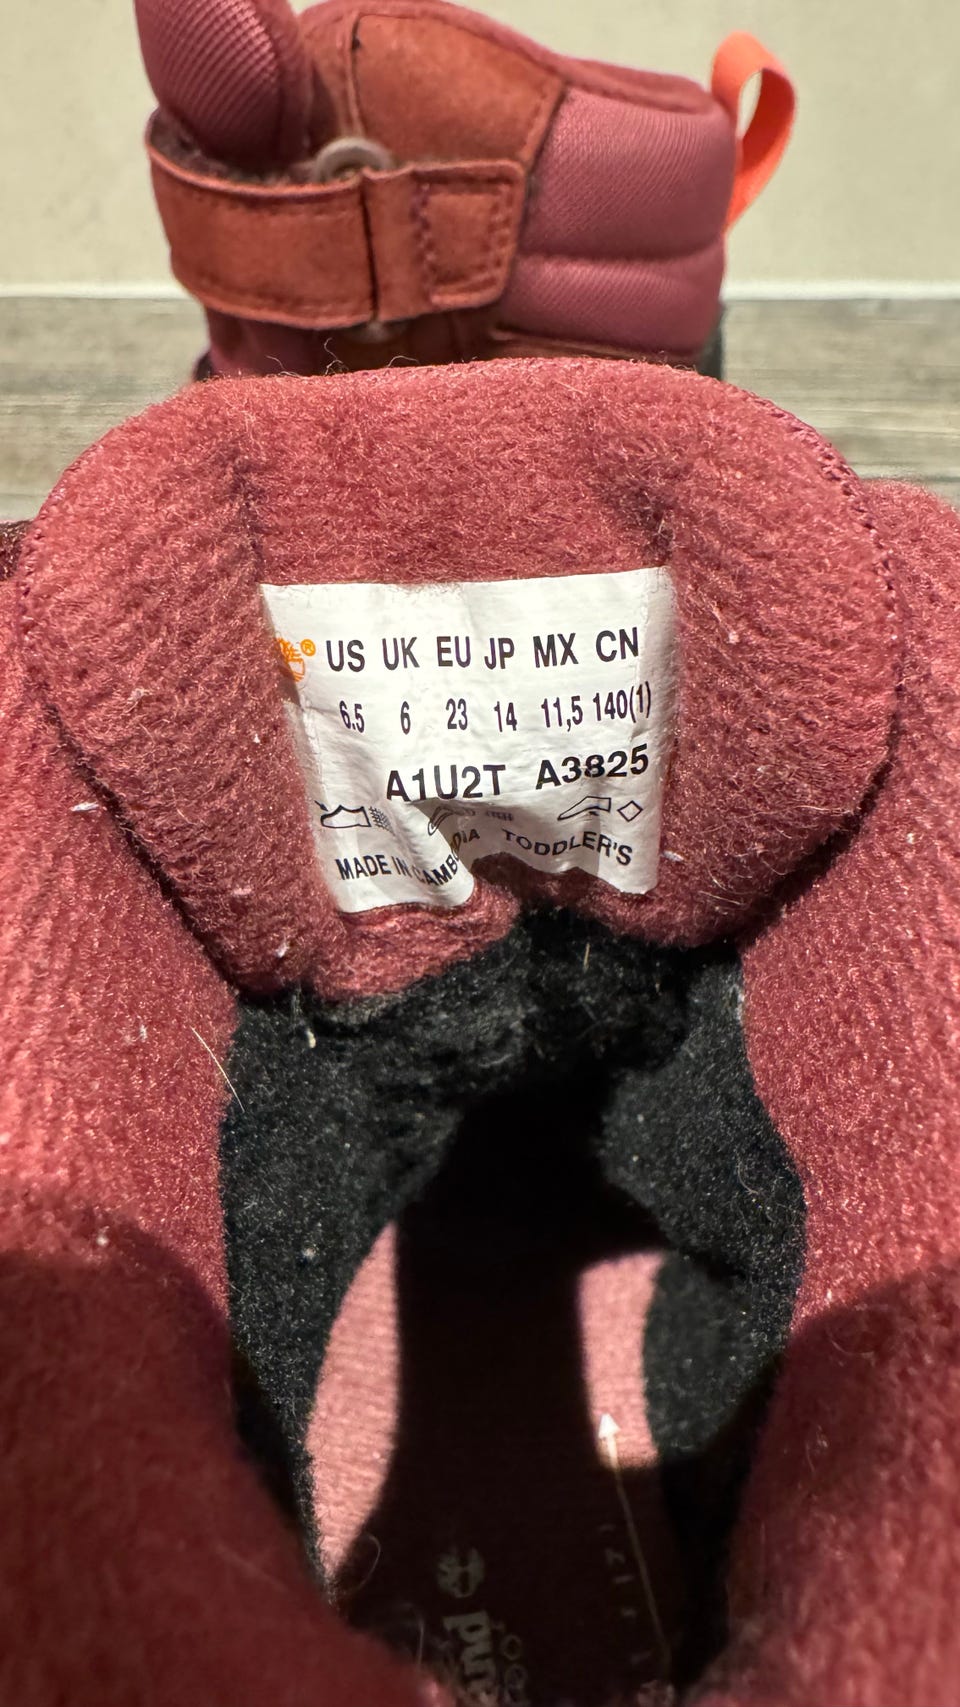 US UK EU JP MX CN
6.5 6 23 14 11,5 140(1)
A1U2T A3825
MADE IN CAMBODIA TODDLER'S